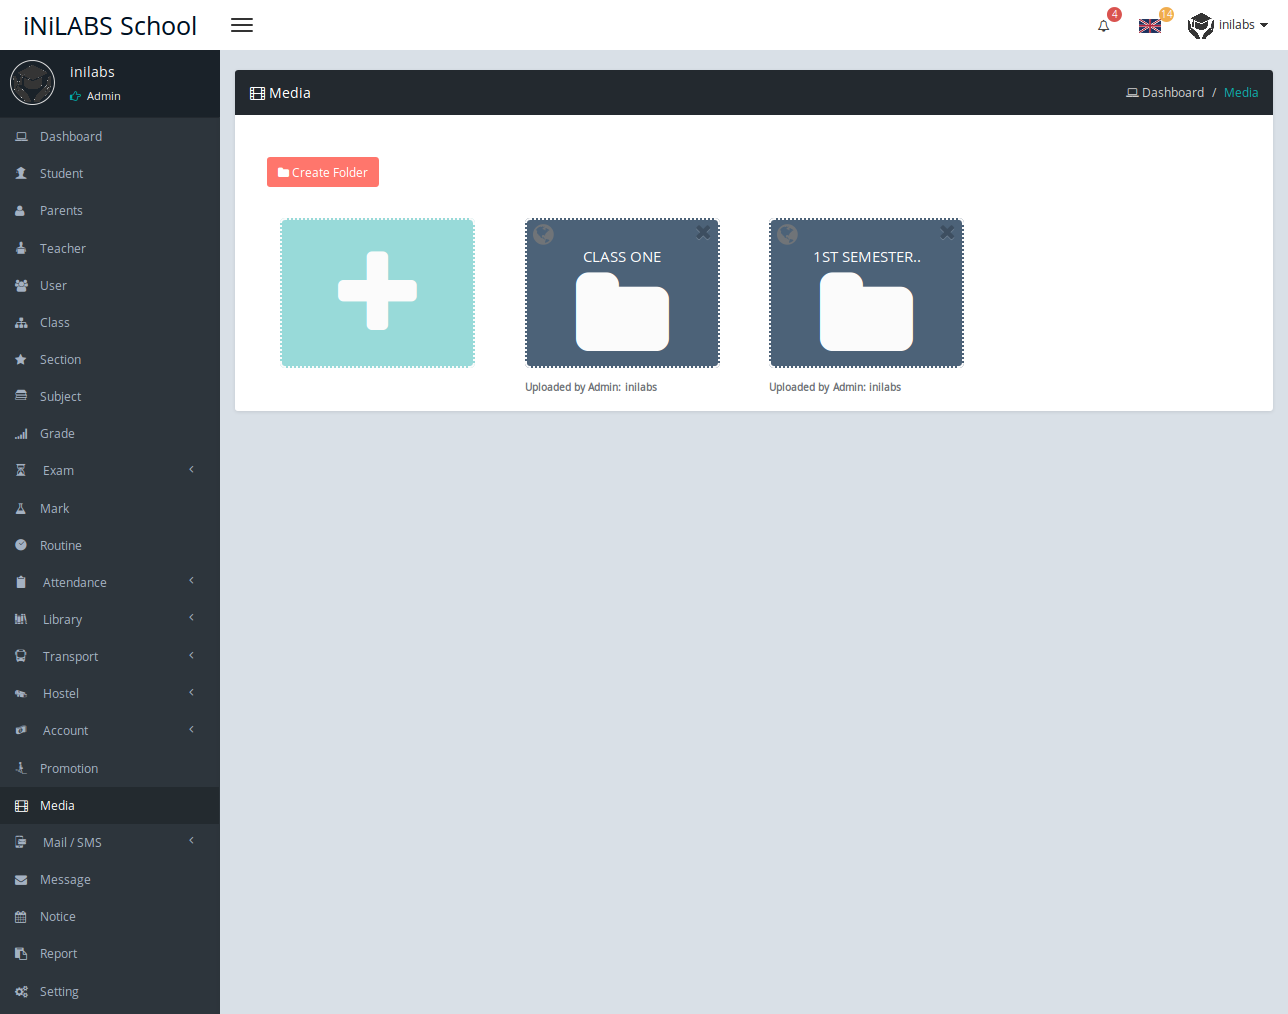 iNiLABS School
4
14
inilabs
inilabs
Admin
Dashboard
Student
Parents
Teacher
User
Class
Section
Subject
Grade
Exam
Mark
Routine
Attendance
Library
Transport
Hostel
Account
Promotion
Media
Mail / SMS
Message
Notice
Report
Setting
Media
Dashboard / Media
Create Folder
CLASS ONE
Uploaded by Admin: inilabs
1ST SEMESTER..
Uploaded by Admin: inilabs